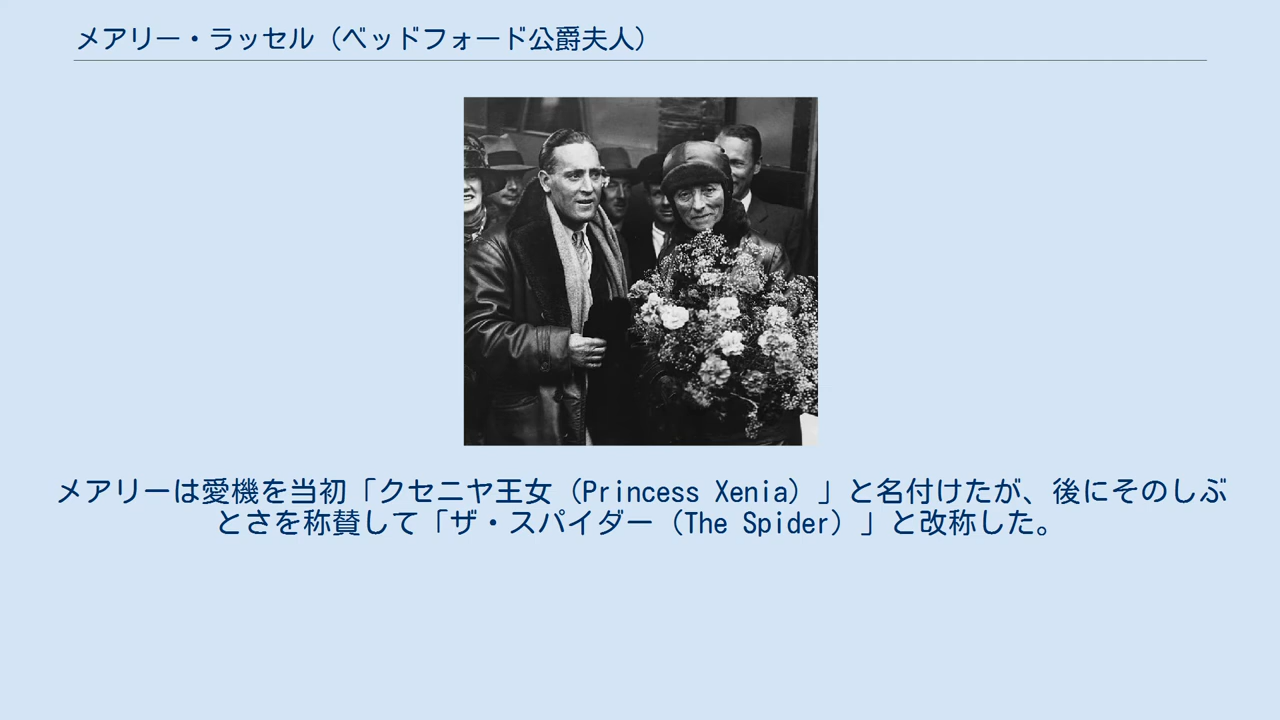 メアリー・ラッセル（ベッドフォード公爵夫人）
メアリーは愛機を当初「クセニヤ王女（Princess Xenia）」と名付けたが、後にそのしぶ
とさを称賛して「ザ・スパイダー（The Spider）」と改称した。